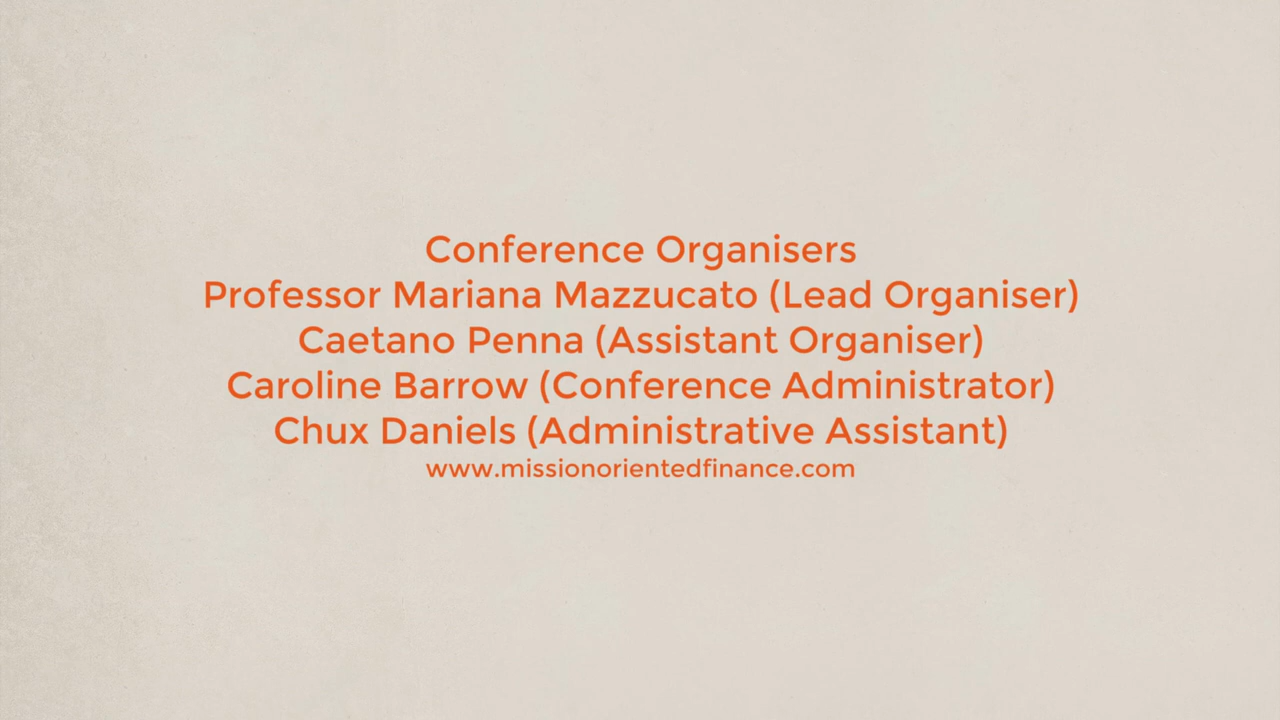 Conference Organisers
Professor Mariana Mazzucato (Lead Organiser)
Caetano Penna (Assistant Organiser)
Caroline Barrow (Conference Administrator)
Chux Daniels (Administrative Assistant)
www.missionorientedfinance.com